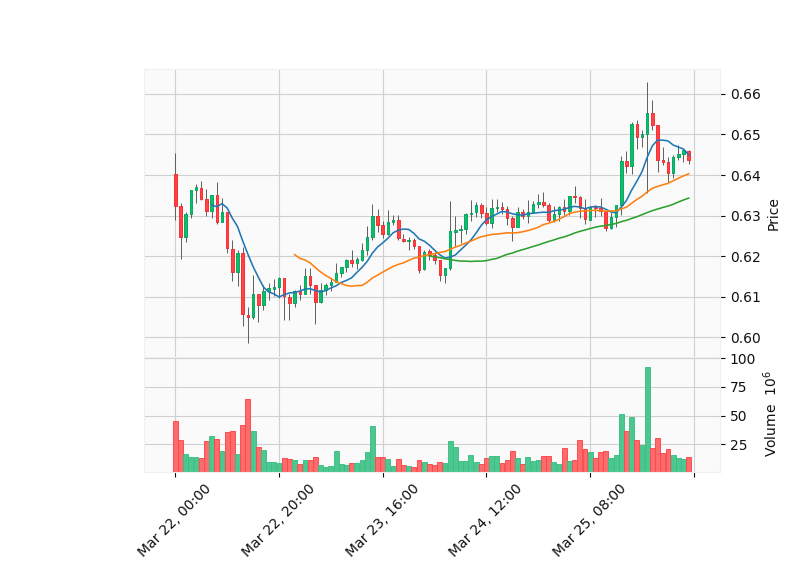 0.66
0.65
0.64
0.63
0.62
0.61
0.60
Price
100
75
50
25
Volume 10⁶
Mar 22, 00:00
Mar 22, 20:00
Mar 23, 16:00
Mar 24, 12:00
Mar 25, 08:00